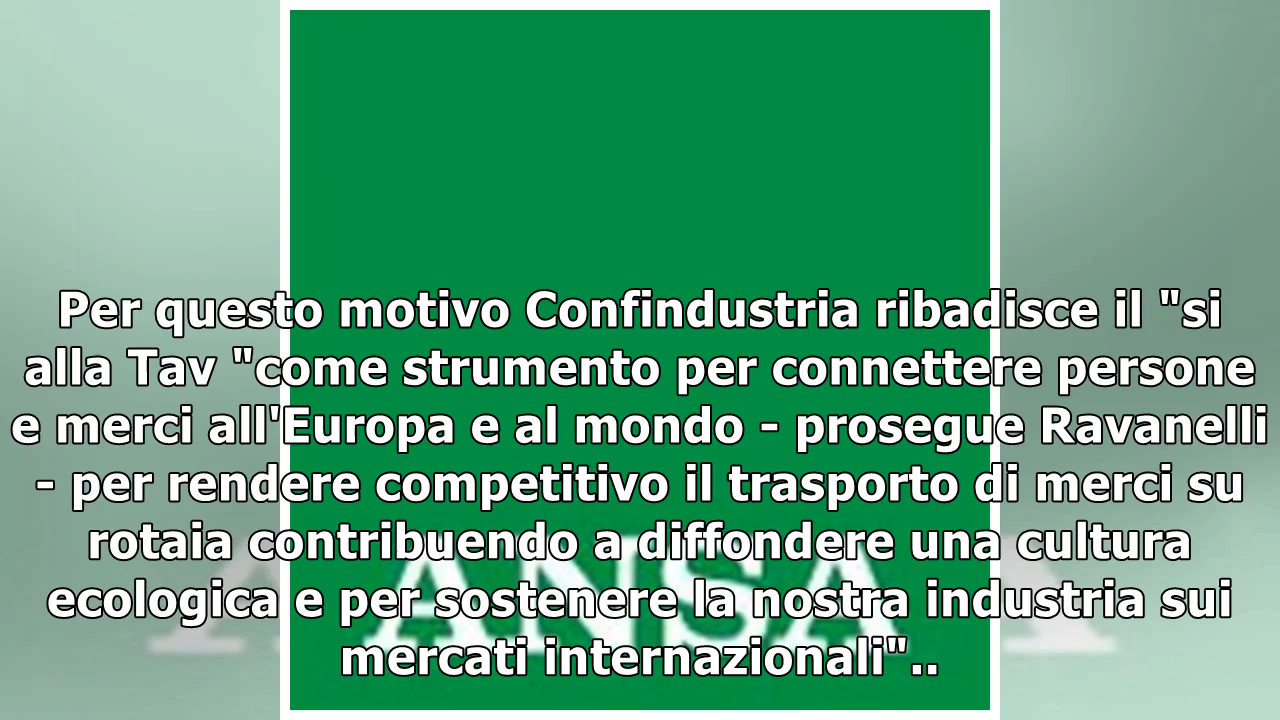 Per questo motivo Confindustria ribadisce il "si
alla Tav "come strumento per connettere persone
e merci all'Europa e al mondo - prosegue Ravanelli
- per rendere competitivo il trasporto di merci su
rotaia contribuendo a diffondere una cultura
ecologica e per sostenere la nostra industria sui
mercati internazionali"..
ANSA